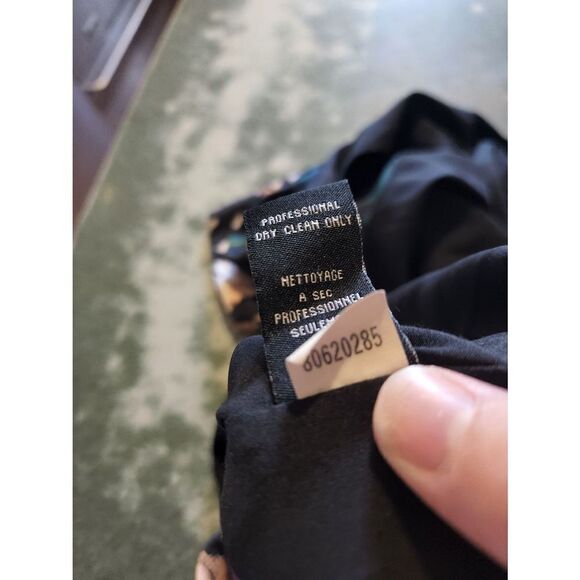 PROFESSIONAL
DRY CLEAN ONLY
NETTOYAGE
A SEC
PROFESSIONNEL
80620285